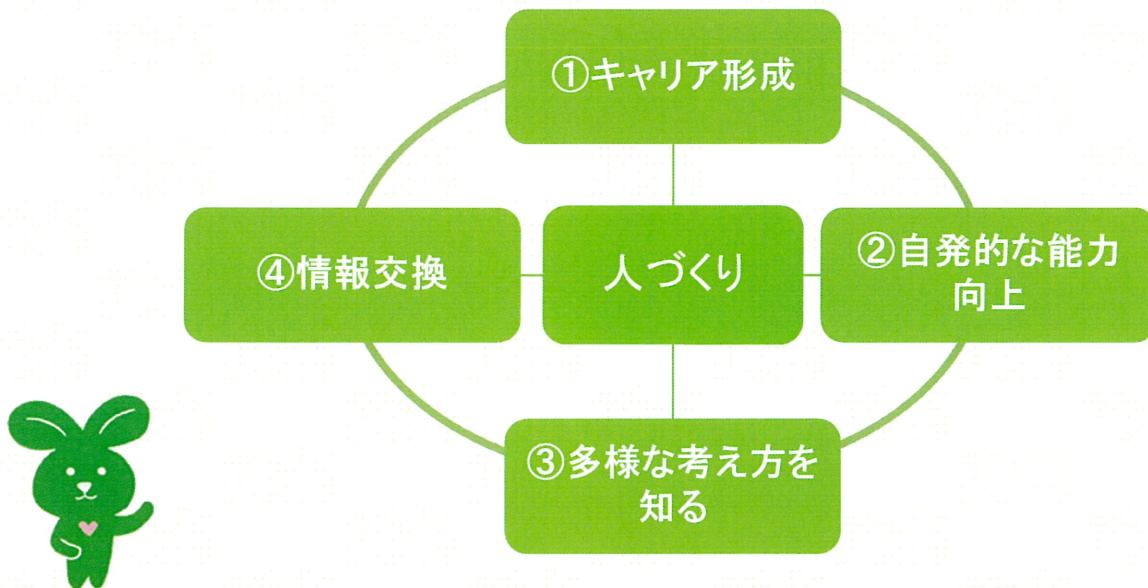 ①キャリア形成
④情報交換
人づくり
②自発的な能力
向上
③多様な考え方を
知る